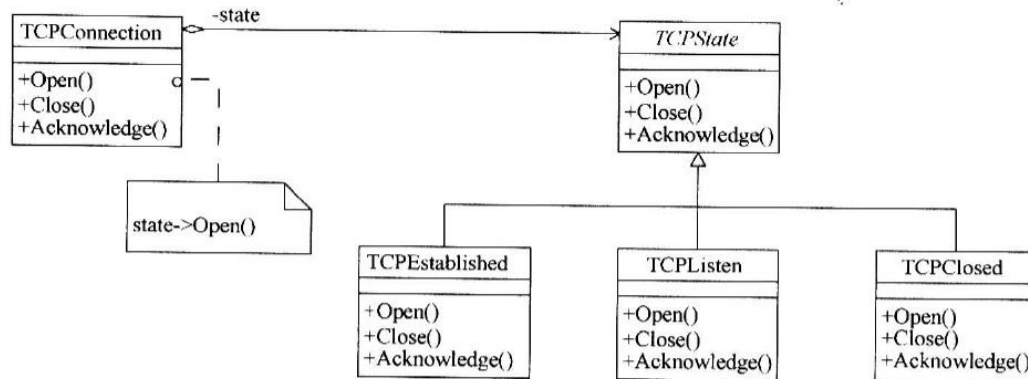 -state
TCPConnection
+Open()
+Close()
+Acknowledge()
TCPState
+Open()
+Close()
+Acknowledge()
state->Open()
TCPEstablished
+Open()
+Close()
+Acknowledge()
TCPListen
+Open()
+Close()
+Acknowledge()
TCPClosed
+Open()
+Close()
+Acknowledge()